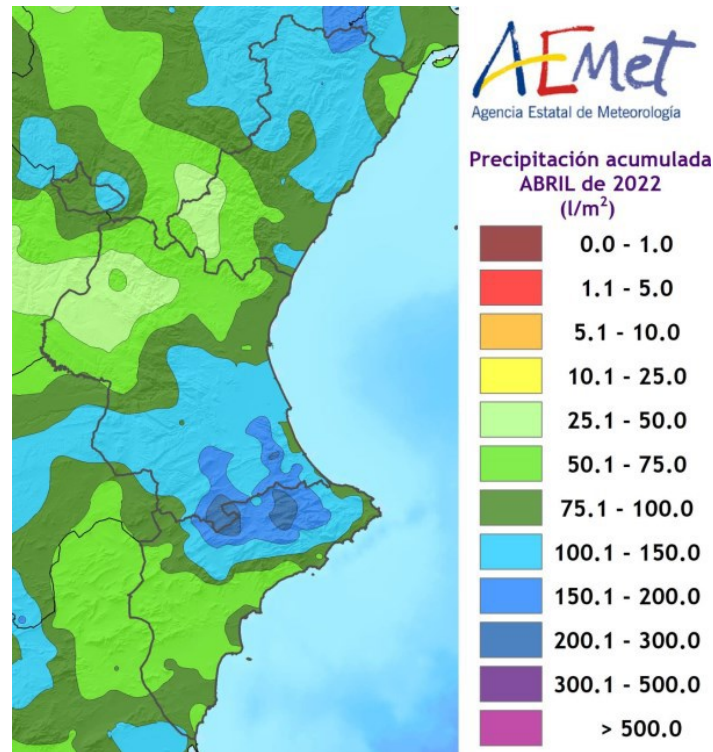 AEMet
Agencia Estatal de Meteorología
Precipitación acumulada
ABRIL de 2022
(l/m²)
0.0 - 1.0
1.1 - 5.0
5.1 - 10.0
10.1 - 25.0
25.1 - 50.0
50.1 - 75.0
75.1 - 100.0
100.1 - 150.0
150.1 - 200.0
200.1 - 300.0
300.1 - 500.0
> 500.0